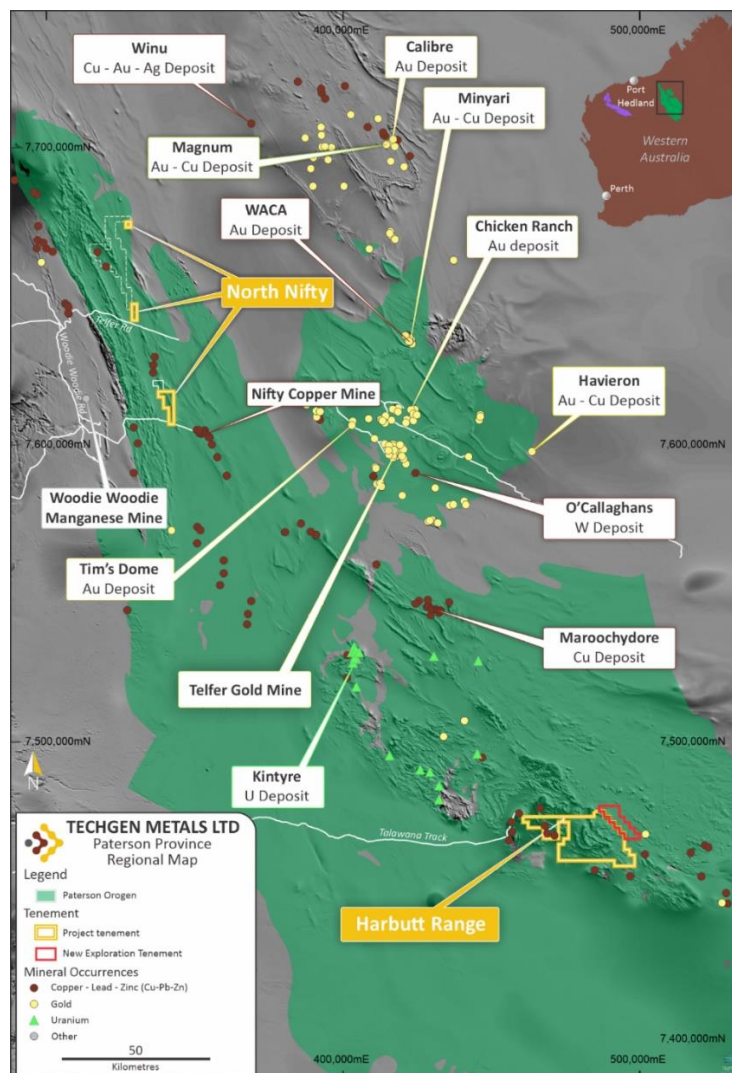 400,000mE
500,000mE
Winu
Cu - Au - Ag Deposit
Calibre
Au Deposit
Port
Hedland
Western
Australia
Perth
Minyari
Au - Cu Deposit
7,700,000mN
Magnum
Au - Cu Deposit
WACA
Au Deposit
Chicken Ranch
Au deposit
North Nifty
Telfer Rd
Woodie Woodie Rd
Nifty Copper Mine
Havieron
Au - Cu Deposit
7,600,000mN
7,600,000mN
Woodie Woodie
Manganese Mine
O'Callaghans
W Deposit
Tim's Dome
Au Deposit
Maroochydore
Cu Deposit
Telfer Gold Mine
7,500,000mN
7,500,000mN
N
Kintyre
U Deposit
Talawana Track
Harbutt Range
TECHGEN METALS LTD
Paterson Province
Regional Map
Legend
Paterson Orogen
Tenement
Project tenement
New Exploration Tenement
Mineral Occurrences
Copper - Lead - Zinc (Cu-Pb-Zn)
Gold
Uranium
Other
50
Kilometres
7,400,000mN
400,000mE
500,000mE